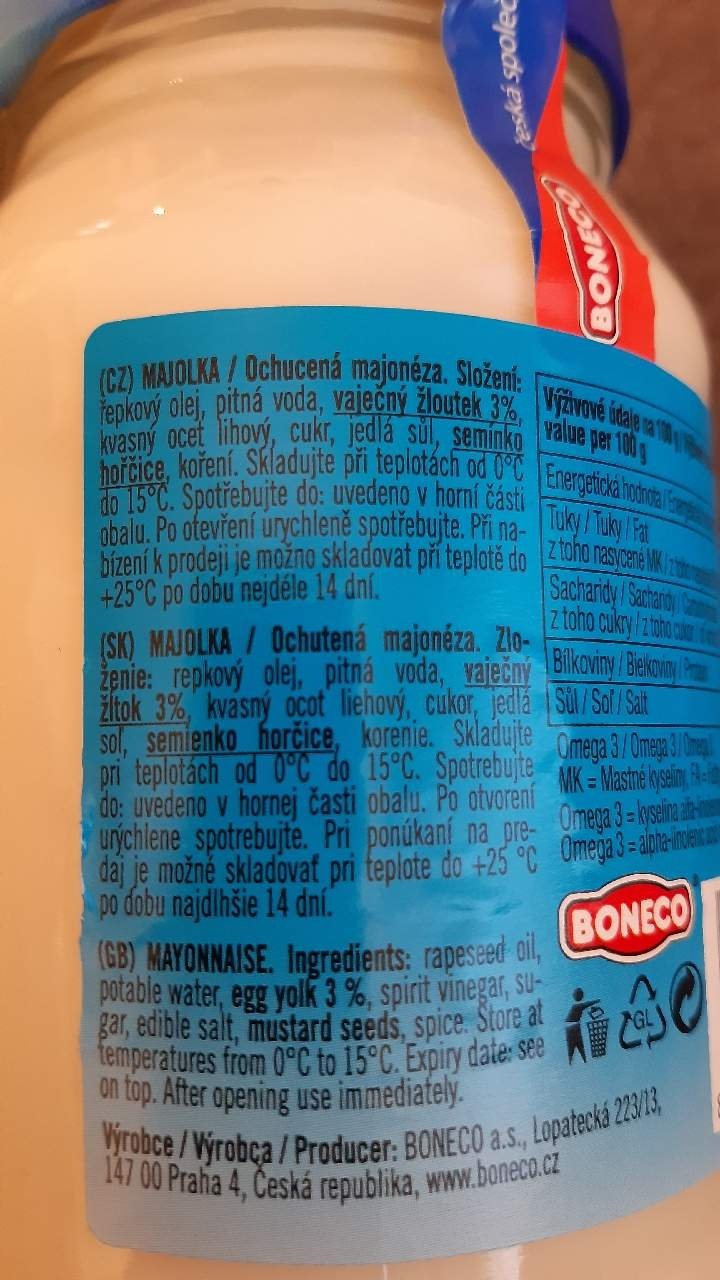 česká společ
BONECO
(CZ) MAJOLKA / Ochucená majonéza. Složení:
řepkový olej, pitná voda, vaječný žloutek 3%,
kvasný ocet lihový, cukr, jedlá sůl, semínko
hořčice, koření. Skladujte při teplotách od 0°C
do 15°C. Spotřebujte do: uvedeno v horní části
obalu. Po otevření urychleně spotřebujte. Při na-
bízení k prodeji je možno skladovat při teplotě do
+25°C po dobu nejdéle 14 dní.
(SK) MAJOLKA / Ochutená majonéza. Zlo-
ženie: repkový olej, pitná voda, vaječný
žĺtok 3%, kvasný ocot liehový, cukor, jedlá
soľ, semienko horčice, korenie. Skladujte
pri teplotách od 0°C do 15°C. Spotrebujte
do: uvedeno v hornej časti obalu. Po otvorení
urýchlene spotrebujte. Pri ponúkaní na pre-
daj je možné skladovať pri teplote do +25 °C
po dobu najdlhšie 14 dní.
(GB) MAYONNAISE. Ingredients: rapeseed oil,
potable water, egg yolk 3 %, spirit vinegar, su-
gar, edible salt, mustard seeds, spice. Store at
temperatures from 0°C to 15°C. Expiry date: see
on top. After opening use immediately.
Výrobce / Výrobca / Producer: BONECO a.s., Lopatecká 223/13,
147 00 Praha 4, Česká republika, www.boneco.cz
Výživové údaje na 100 g
value per 100 g
Energetická hodnota /
Tuky / Tuky / Fat
z toho nasycené MK /
Sacharidy / Sacharidy /
z toho cukry / z toho cukor
Bílkoviny / Bielkoviny /
Sůl / Soľ / Salt
Omega 3 / Omega 3 /
MK = Mastné kyseliny,
Omega 3 = kyselina
Omega 3 = alpha-linolenic
BONECO
GL